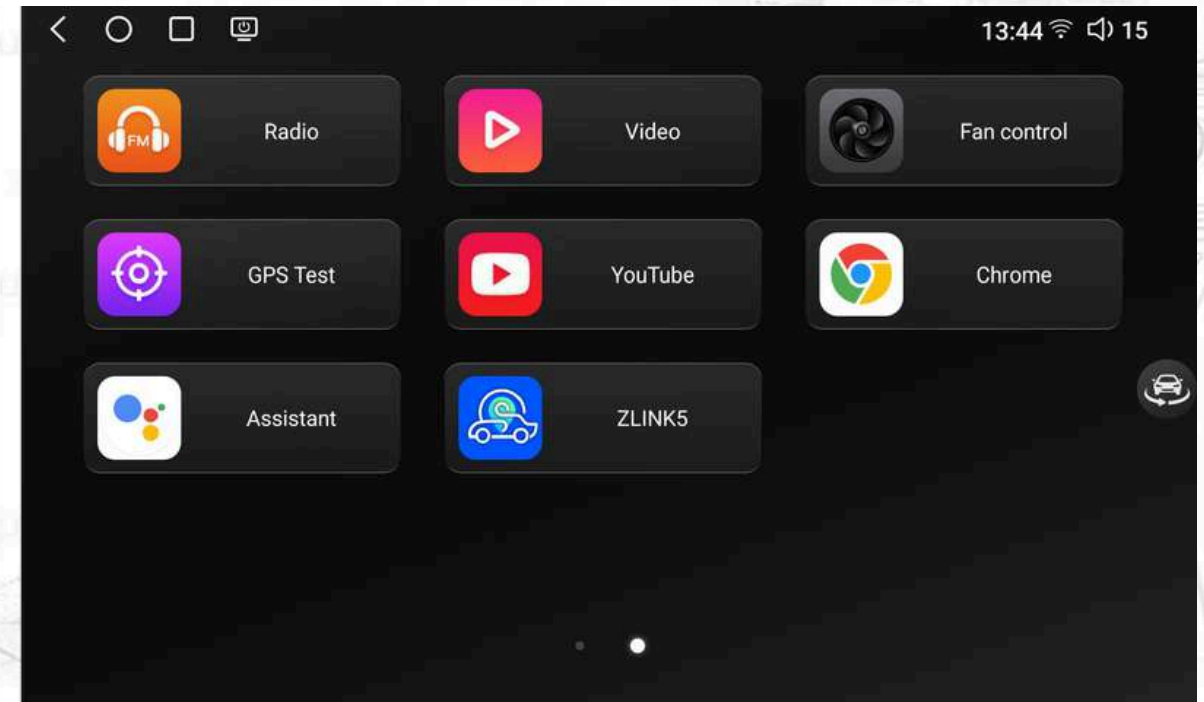 13:44 15
Radio
Video
Fan control
FM
GPS Test
YouTube
Chrome
Assistant
ZLINK5